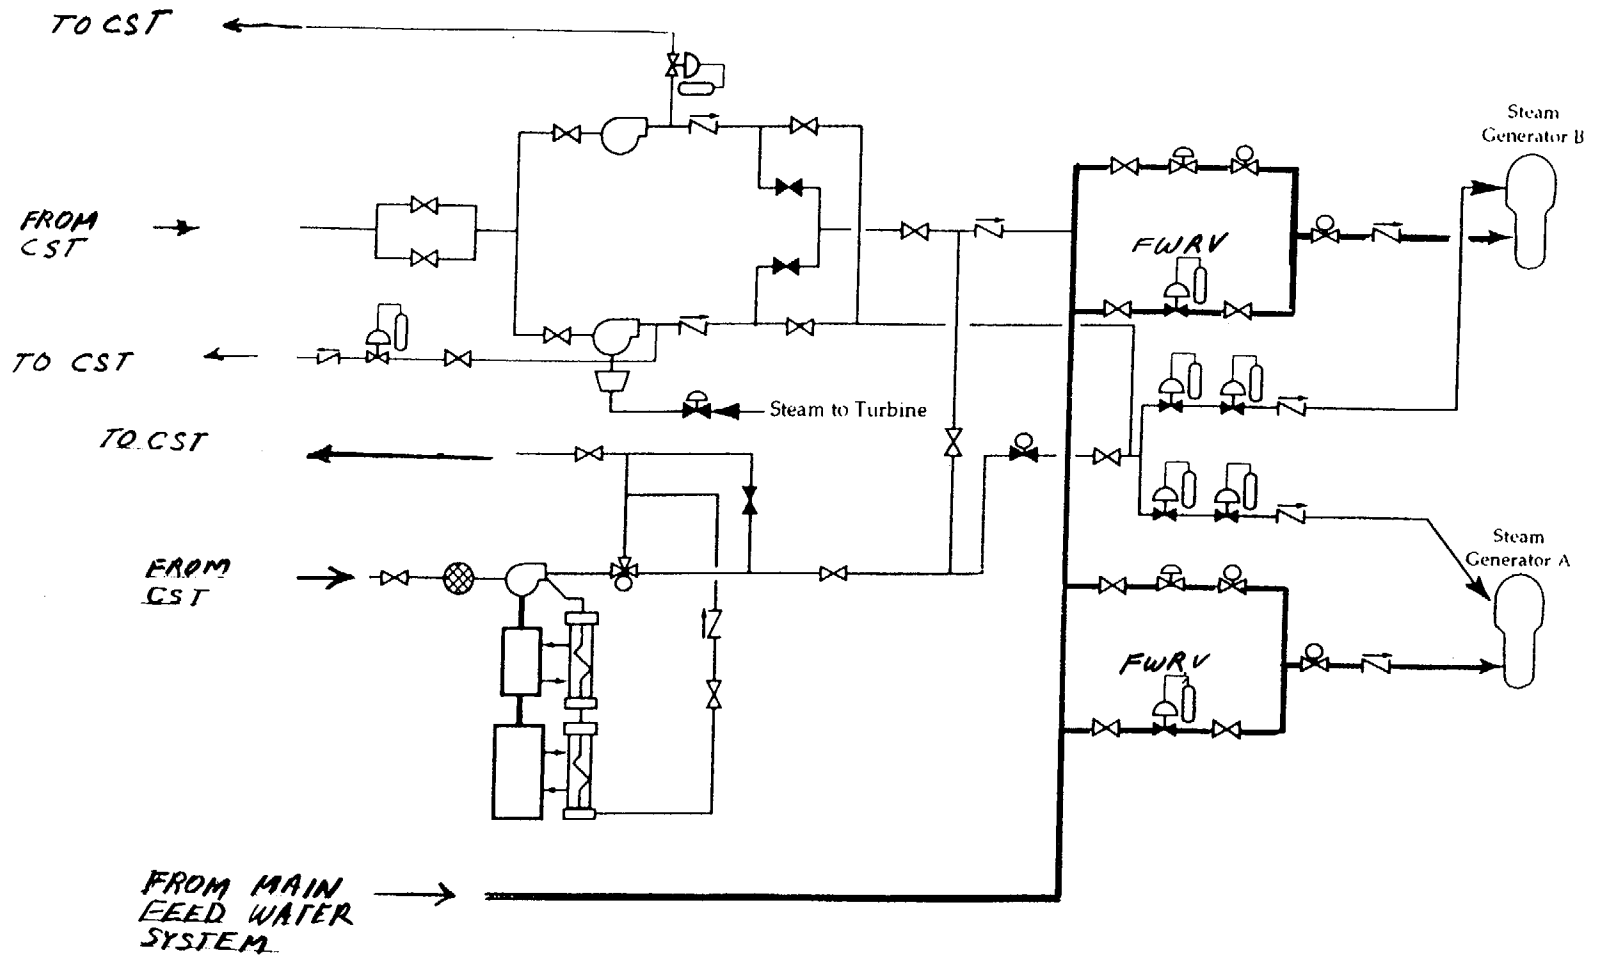 TO CST
Steam
Generator B
FROM
CST
FWRV
TO CST
Steam to Turbine
TO CST
Steam
Generator A
FROM
CST
FWRV
FROM MAIN
FEED WATER
SYSTEM